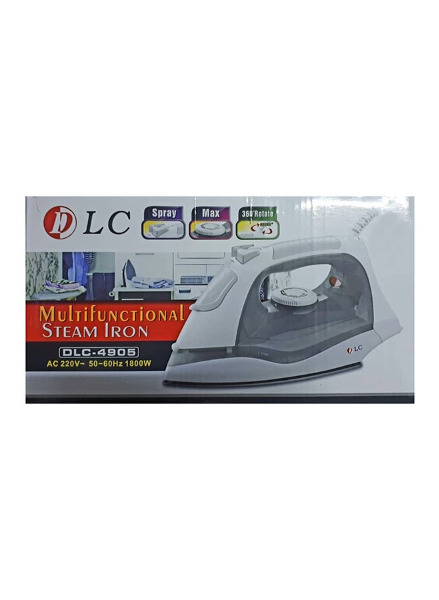 DLC
Spray
Max
360°Rotate
Multifunctional
Steam Iron
DLC-4905
AC 220V~ 50~60Hz 1800W
DLC